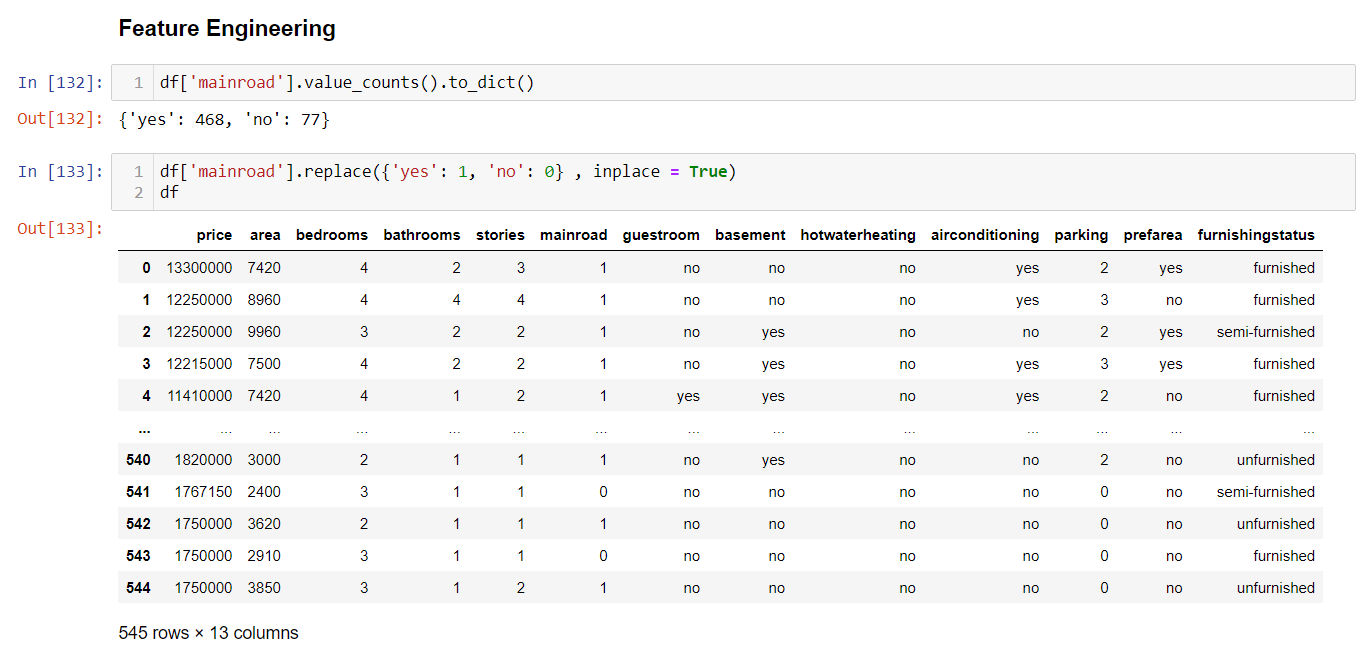 Feature Engineering
In [132]: 1 df['mainroad'].value_counts().to_dict()
Out[132]: {'yes': 468, 'no': 77}
In [133]: 1 df['mainroad'].replace({'yes': 1, 'no': 0} , inplace = True)
2 df
Out[133]:
price area bedrooms bathrooms stories mainroad guestroom basement hotwaterheating airconditioning parking prefarea furnishingstatus
0 13300000 7420 4 2 3 1 no no no yes 2 yes furnished
1 12250000 8960 4 4 4 1 no no no yes 3 no furnished
2 12250000 9960 3 2 2 1 no yes no no 2 yes semi-furnished
3 12215000 7500 4 2 2 1 no yes no yes 3 yes furnished
4 11410000 7420 4 1 2 1 yes yes no yes 2 no furnished
... ... ... ... ... ... ... ... ... ... ... ... ... ...
540 1820000 3000 2 1 1 1 no yes no no 2 no unfurnished
541 1767150 2400 3 1 1 0 no no no no 0 no semi-furnished
542 1750000 3620 2 1 1 1 no no no no 0 no unfurnished
543 1750000 2910 3 1 1 0 no no no no 0 no furnished
544 1750000 3850 3 1 2 1 no no no no 0 no unfurnished
545 rows × 13 columns